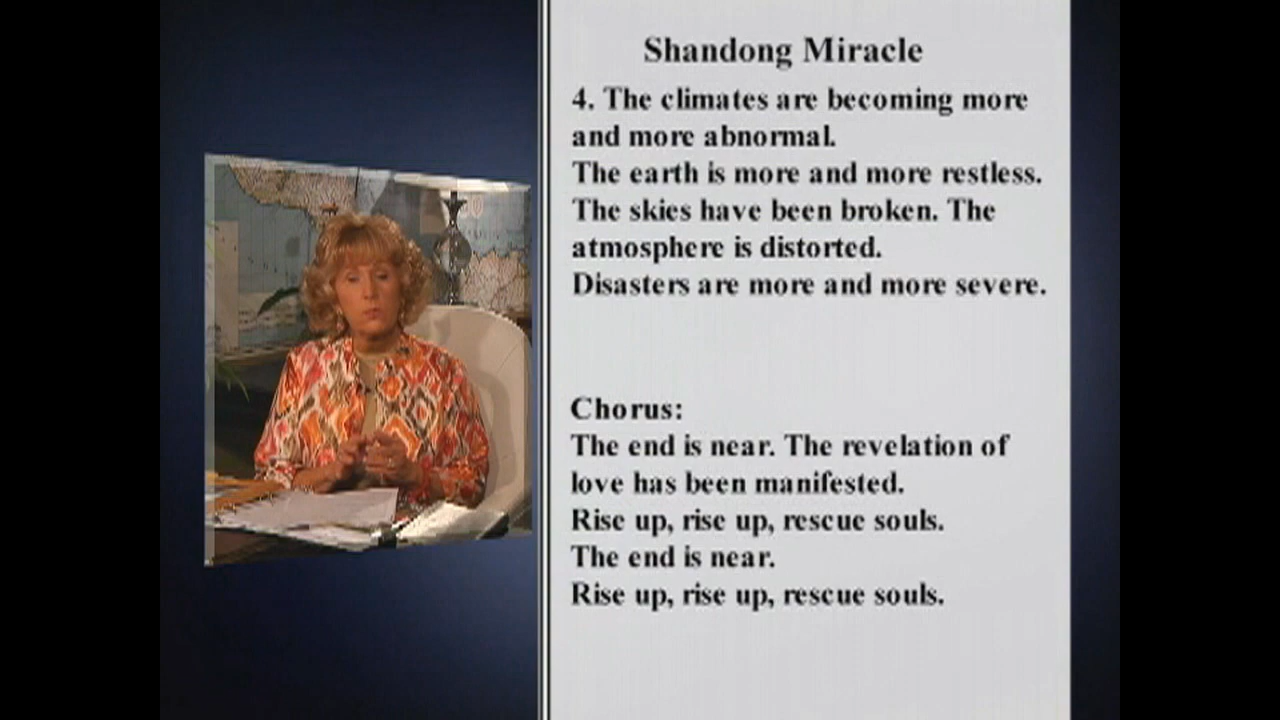 Shandong Miracle
4. The climates are becoming more
and more abnormal.
The earth is more and more restless.
The skies have been broken. The
atmosphere is distorted.
Disasters are more and more severe.
Chorus:
The end is near. The revelation of
love has been manifested.
Rise up, rise up, rescue souls.
The end is near.
Rise up, rise up, rescue souls.